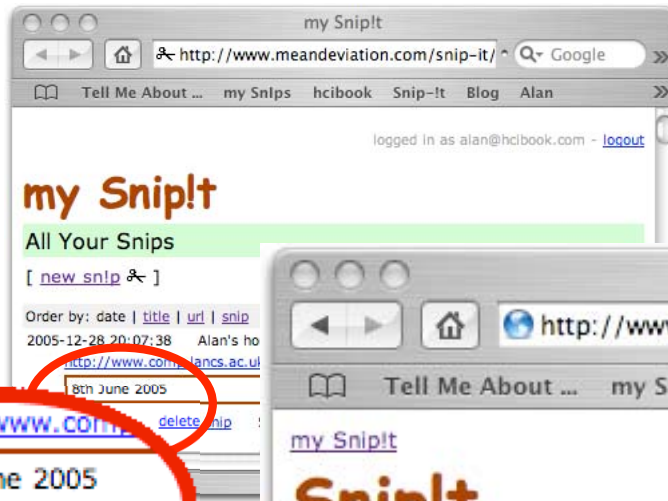 my Snip!t
http://www.meandeviation.com/snip-it/ Google
Tell Me About ... my Snips hcibook Snip-!t Blog Alan
logged in as alan@hcibook.com - logout
my Snip!t
All Your Snips
[ new sn!p ]
Order by: date | title | url | snip
2005-12-28 20:07:38 Alan's ho
http://www.comp.lancs.ac.uk
8th June 2005
delete snip
www.comp
ne 2005
http://www
Tell Me About ... my S
my Snip!t
Snip!t